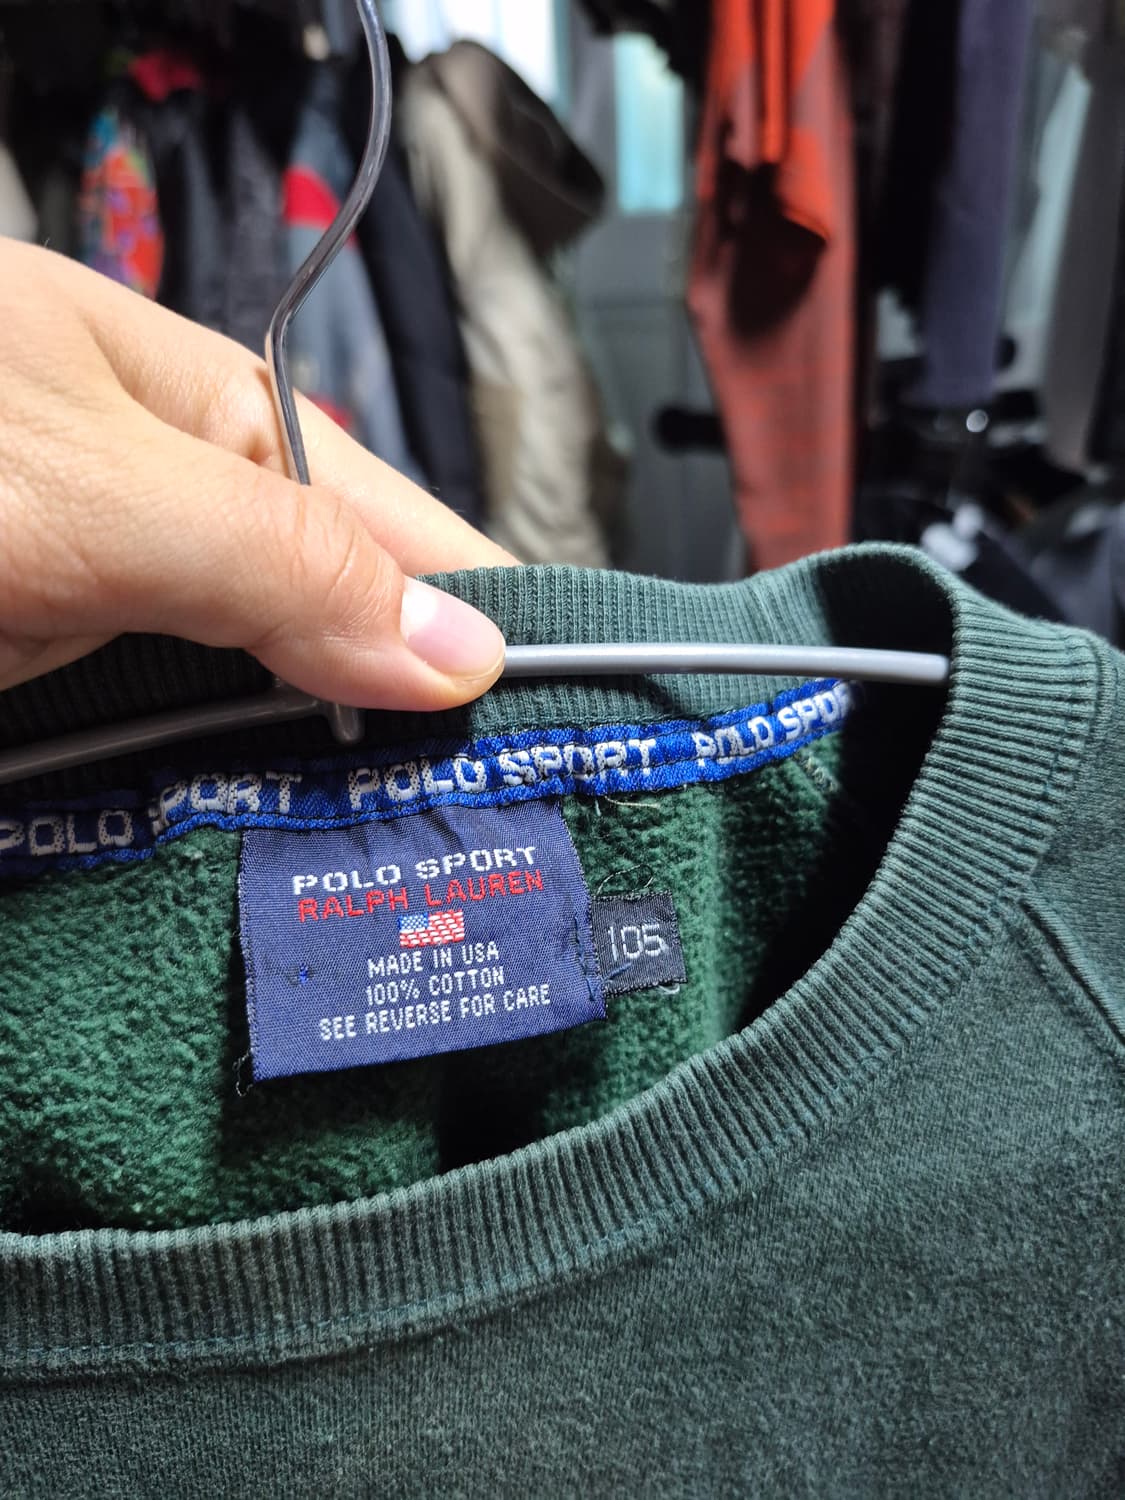 POLO SPORT POLO SPORT POLO SPORT
POLO SPORT
RALPH LAUREN
MADE IN USA
100% COTTON
SEE REVERSE FOR CARE
105